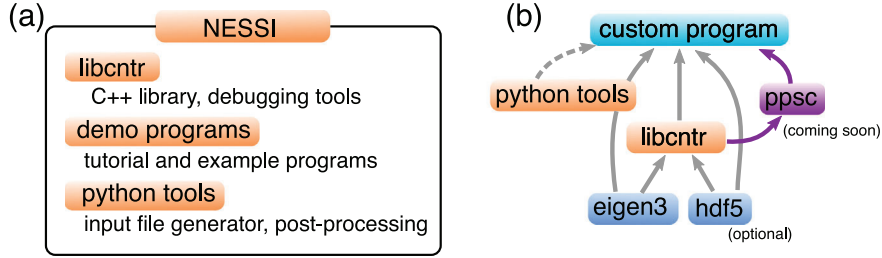 (a)
NESSI
libcntr
C++ library, debugging tools
demo programs
tutorial and example programs
python tools
input file generator, post-processing
(b)
custom program
python tools
ppsc
(coming soon)
libcntr
eigen3
hdf5
(optional)